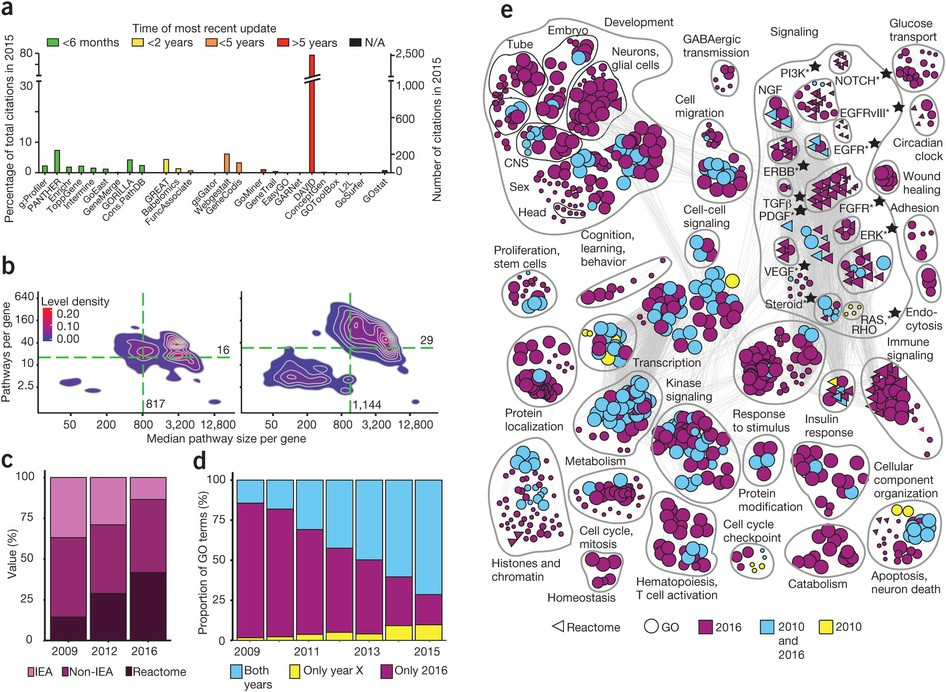 a
Time of most recent update
<6 months
<2 years
<5 years
>5 years
N/A
Percentage of total citations in 2015
80
30
10
0
Number of citations in 2015
2,500
1,000
600
200
0
g:Profiler
PANTHER
Enrichr
ToppGene
Intermine
GoEast
GeneMerge
GORILLA
Cons.PathDB
GREAT
Babelomics
FuncAssociate
gsGator
Webgestalt
GeneCodis
GoMiner
GeneTrail
EasyGO
GARNet
DAVID
ConceptGen
GOToolBox
L2L
GoSurfer
GOstat
b
Pathways per gene
640
160
40
10
2.5
Level density
0.20
0.10
0.00
16
817
29
1,144
50
200
800
3,200
12,800
50
200
800
3,200
12,800
Median pathway size per gene
c
Value (%)
100
75
50
25
0
2009
2012
2016
IEA
Non-IEA
Reactome
d
Proportion of GO terms (%)
100
75
50
25
0
2009
2011
2013
2015
Both
years
Only year X
Only 2016
e
Development
Embryo
Tube
Neurons,
glial cells
CNS
Sex
Head
GABAergic
transmission
Signaling
Glucose
transport
PI3K*
NOTCH*
NGF
EGFRvIII*
Cell
migration
EGFR*
Circadian
clock
ERBB*
Wound
healing
TGFβ
PDGF*
FGFR*
Adhesion
ERK*
Cell-cell
signaling
Cognition,
learning,
behavior
Proliferation,
stem cells
VEGF*
Steroid*
RAS,
RHO
Endo-
cytosis
Immune
signaling
Transcription
Protein
localization
Kinase
signaling
Response
to stimulus
Insulin
response
Metabolism
Protein
modification
Cellular
component
organization
Cell cycle,
mitosis
Cell cycle
checkpoint
Histones and
chromatin
Homeostasis
Hematopoiesis,
T cell activation
Catabolism
Apoptosis,
neuron death
Reactome
GO
2016
2010
and
2016
2010